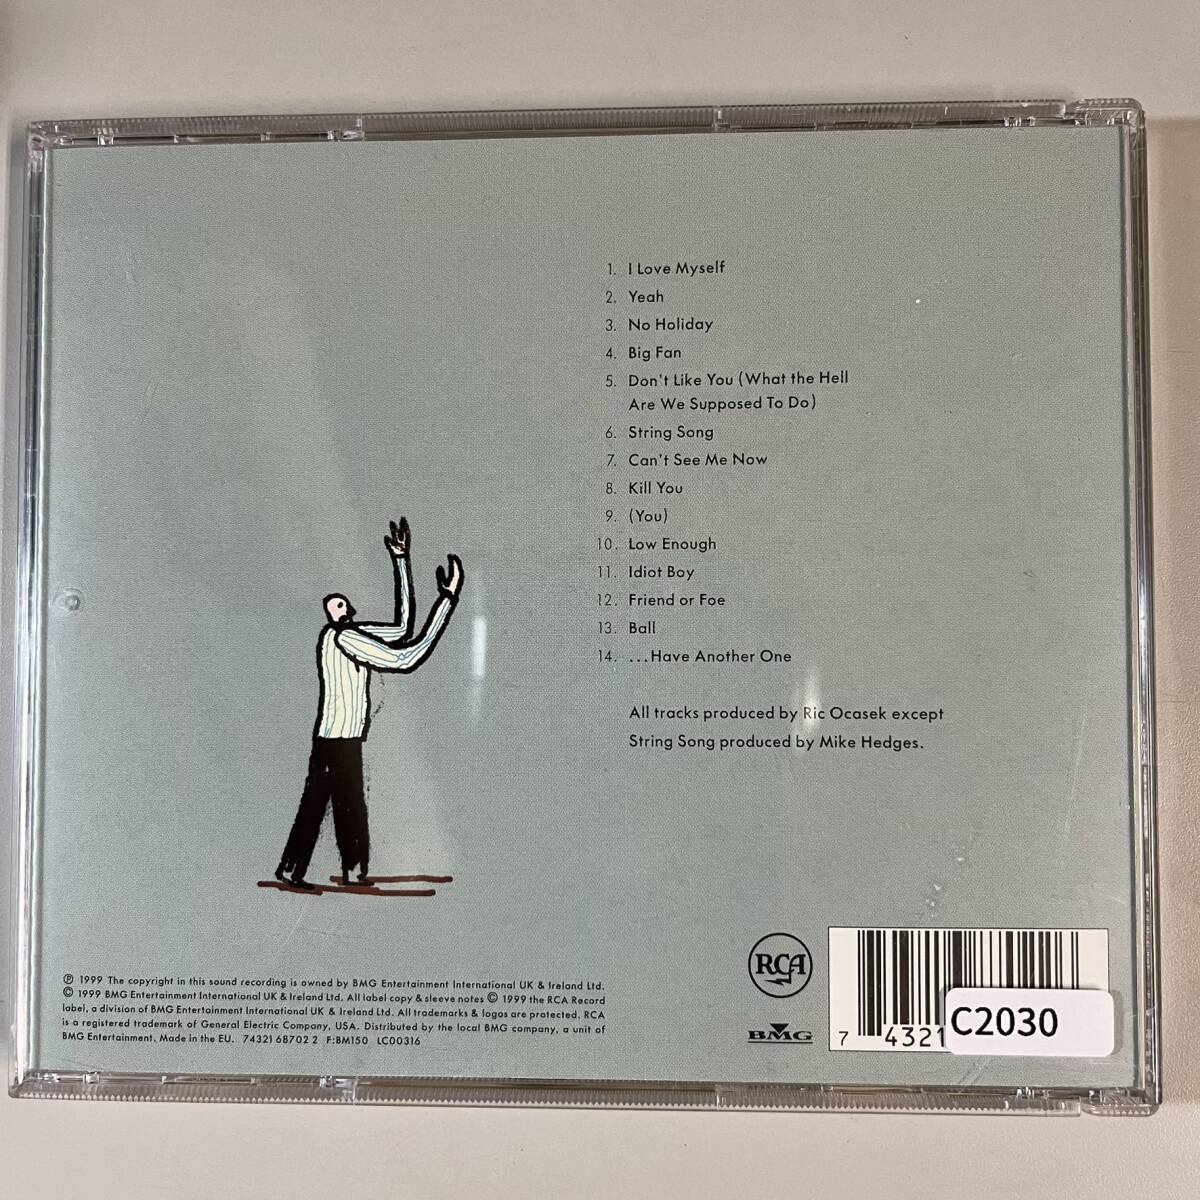 1. I Love Myself
2. Yeah
3. No Holiday
4. Big Fan
5. Don't Like You (What the Hell
Are We Supposed To Do)
6. String Song
7. Can't See Me Now
8. Kill You
9. (You)
10. Low Enough
11. Idiot Boy
12. Friend or Foe
13. Ball
14. ...Have Another One
All tracks produced by Ric Ocasek except
String Song produced by Mike Hedges.
℗ 1999 The copyright in this sound recording is owned by BMG Entertainment International UK & Ireland Ltd.
© 1999 BMG Entertainment International UK & Ireland Ltd. All label copy & sleeve notes © 1999 the RCA Record
label, a division of BMG Entertainment International UK & Ireland Ltd. All trademarks & logos are protected. RCA
is a registered trademark of General Electric Company, USA. Distributed by the local BMG company, a unit of
BMG Entertainment. Made in the EU. 74321 68702 2 F:BM150 LC00316
RCA
BMG
7 4321
C2030